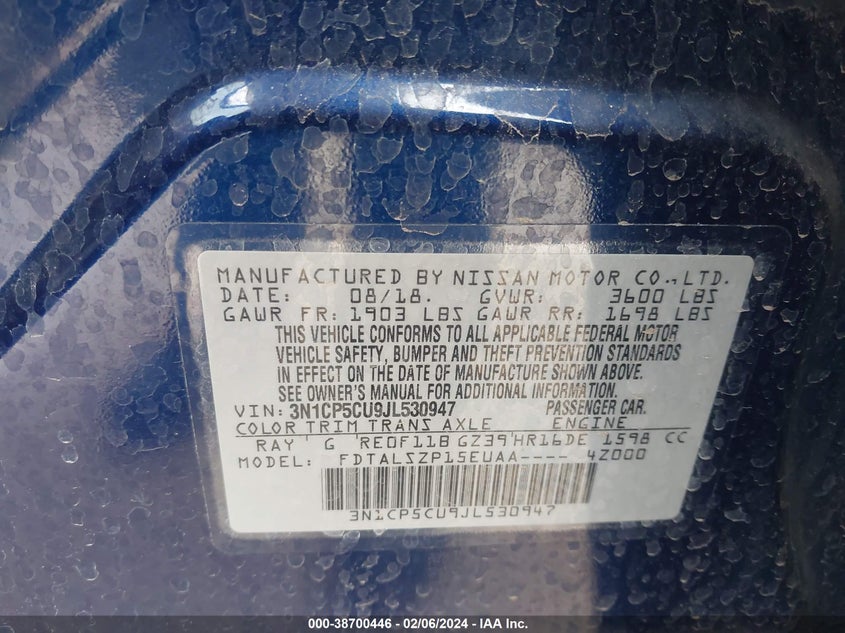 MANUFACTURED BY NISSAN MOTOR CO.,LTD.
DATE: 08/18. GVWR: 3600 LBS
GAWR FR: 1903 LBS GAWR RR: 1698 LBS
THIS VEHICLE CONFORMS TO ALL APPLICABLE FEDERAL MOTOR
VEHICLE SAFETY, BUMPER AND THEFT PREVENTION STANDARDS
IN EFFECT ON THE DATE OF MANUFACTURE SHOWN ABOVE.
SEE OWNER'S MANUAL FOR ADDITIONAL INFORMATION.
VIN: 3N1CP5CU9JL530947 PASSENGER CAR.
COLOR TRIM TRANS AXLE ENGINE
RAY G RE0F11B GZ39 HR16DE 1598 CC
MODEL: FDTALSZP15EUAA---- 4Z000
3N1CP5CU9JL530947
000-38700446 - 02/06/2024 - IAA Inc.